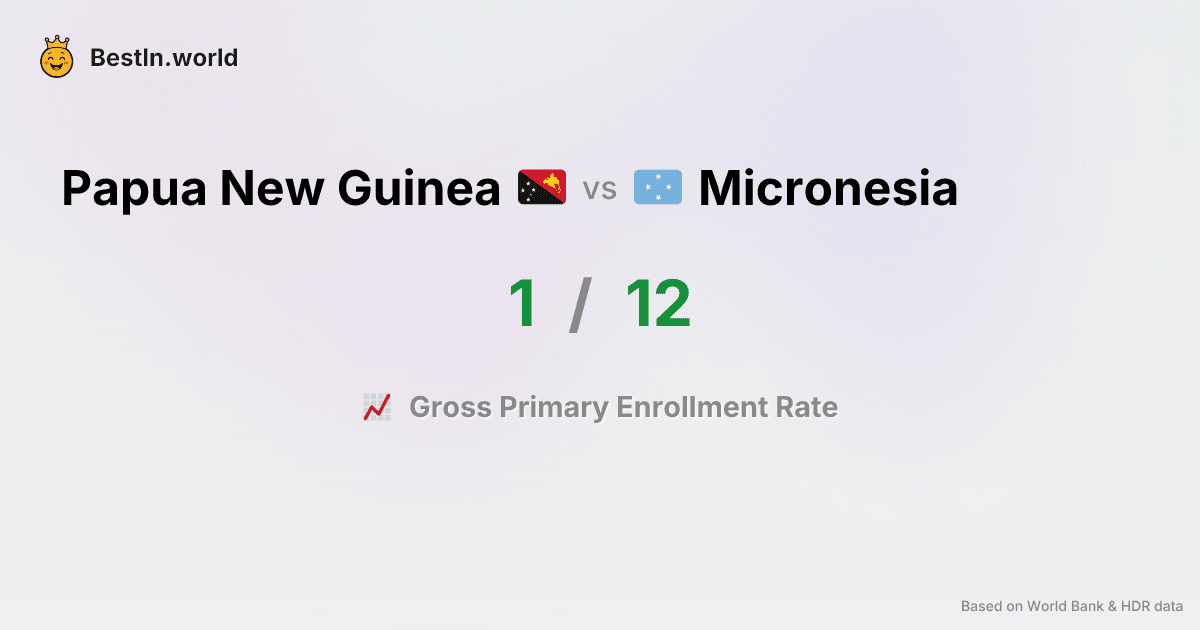 BestIn.world
Papua New Guinea vs Micronesia
1 / 12
Gross Primary Enrollment Rate
Based on World Bank & HDR data